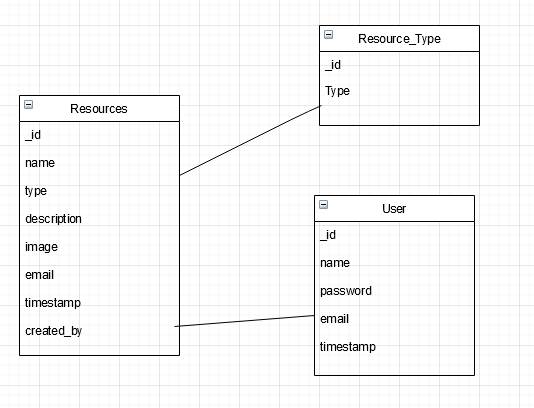 Resource_Type
_id
Type
Resources
_id
name
type
description
image
email
timestamp
created_by
User
_id
name
password
email
timestamp